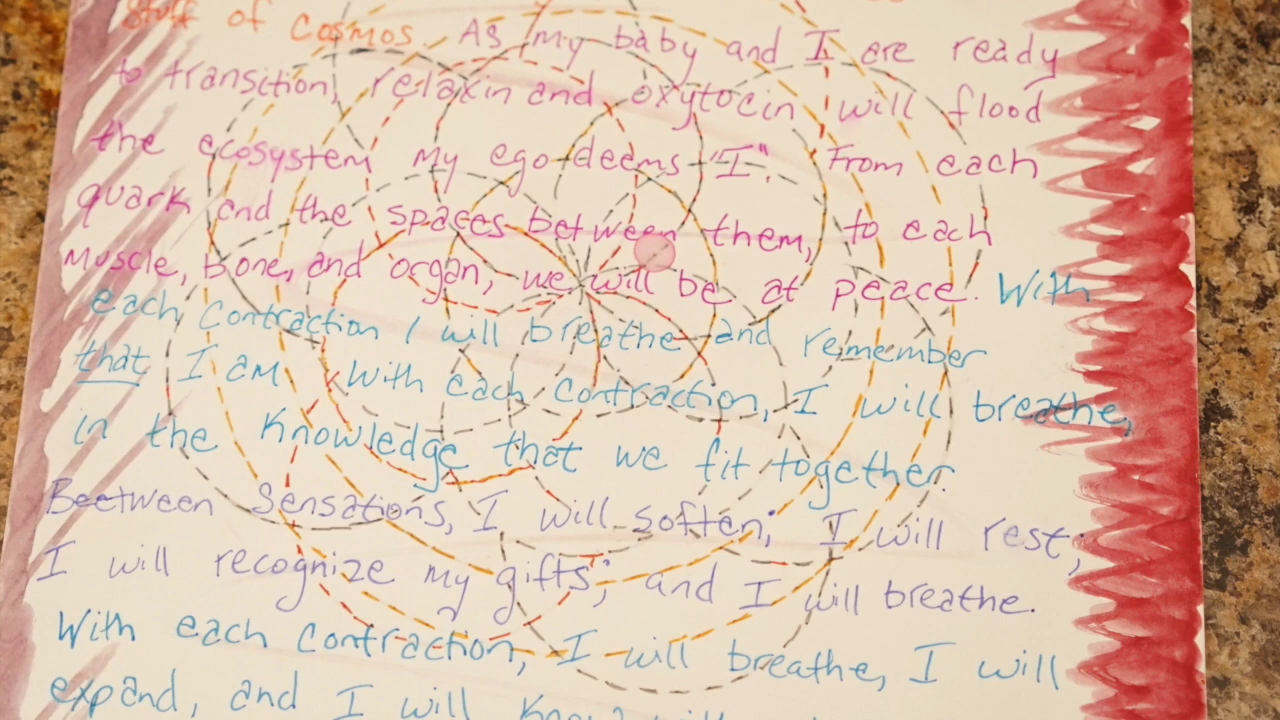 stuff of cosmos. As my baby and I are ready
to transition, relaxin and oxytocin will flood
the ecosystem my ego deems "I". From each
quark and the spaces between them, to each
muscle, bone, and organ, we will be at peace. With
each contraction I will breathe and remember
that I am. With each contraction, I will breathe,
in the knowledge that we fit together.
Beetween sensations, I will soften; I will rest;
I will recognize my gifts; and I will breathe.
With each contraction, I will breathe, I will
expand, and I will